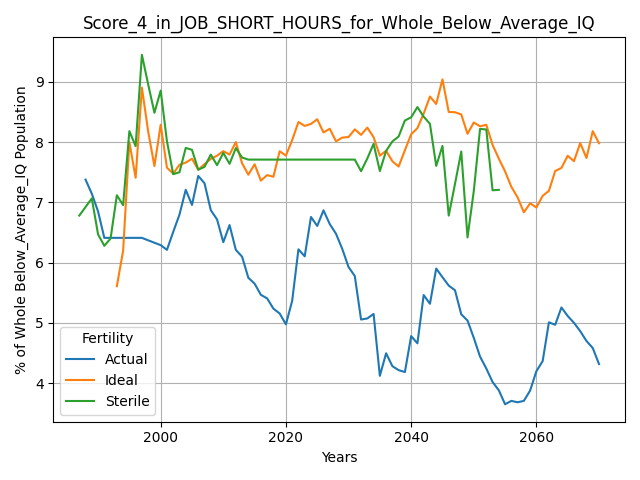 Score_4_in_JOB_SHORT_HOURS_for_Whole_Below_Average_IQ
% of Whole Below_Average_IQ Population
9
8
7
6
5
4
Fertility
Actual
Ideal
Sterile
2000 2020 2040 2060
Years